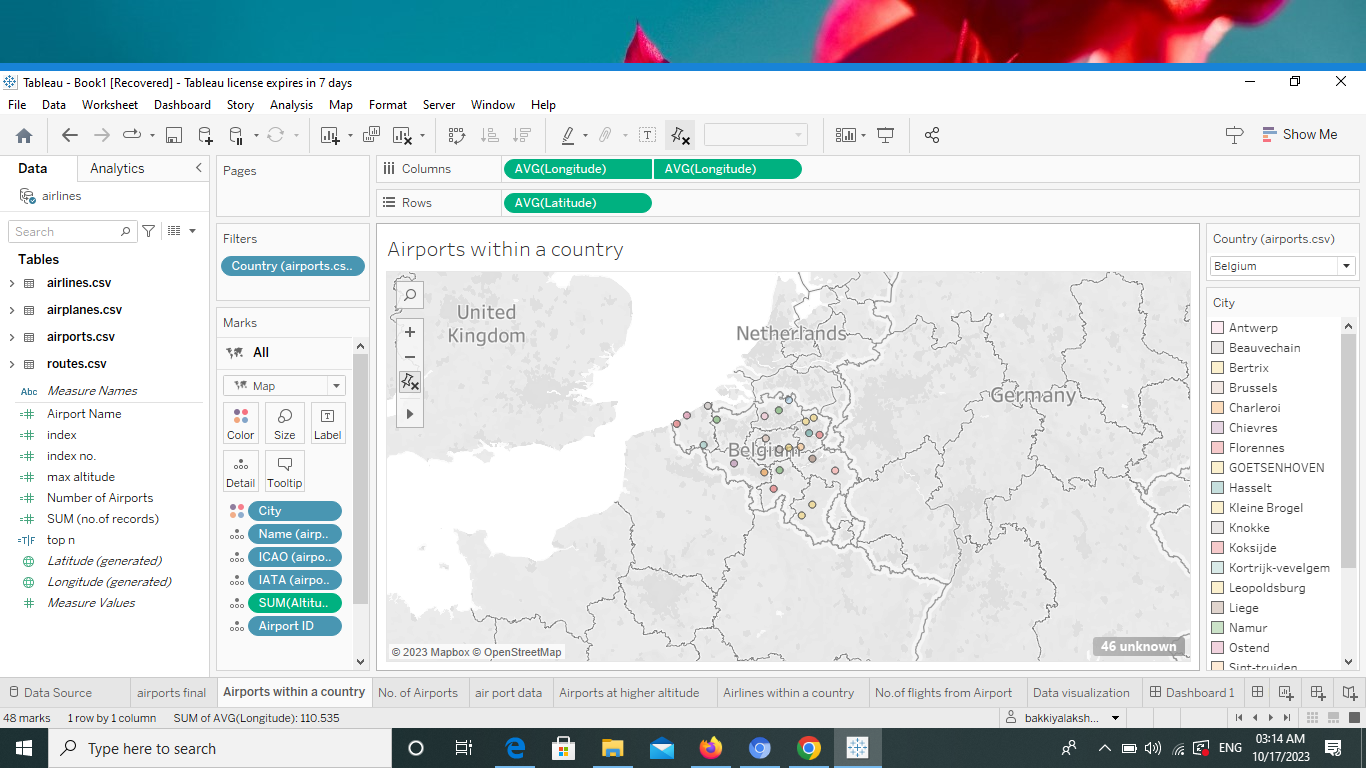 Tableau - Book1 [Recovered] - Tableau license expires in 7 days
File Data Worksheet Dashboard Story Analysis Map Format Server Window Help
Show Me
Data Analytics
airlines
Search
Tables
airlines.csv
airplanes.csv
airports.csv
routes.csv
Abc Measure Names
Airport Name
index
index no.
max altitude
Number of Airports
SUM (no.of records)
=T|F top n
Latitude (generated)
Longitude (generated)
Measure Values
Pages
Filters
Country (airports.cs..
Marks
All
Map
Color Size Label
Detail Tooltip
City
Name (airp..
ICAO (airpo..
IATA (airpo..
SUM(Altitu..
Airport ID
Columns AVG(Longitude) AVG(Longitude)
Rows AVG(Latitude)
Airports within a country
United
Kingdom
Netherlands
Germany
Belgium
© 2023 Mapbox © OpenStreetMap
46 unknown
Country (airports.csv)
Belgium
City
Antwerp
Beauvechain
Bertrix
Brussels
Charleroi
Chievres
Florennes
GOETSENHOVEN
Hasselt
Kleine Brogel
Knokke
Koksijde
Kortrijk-vevelgem
Leopoldsburg
Liege
Namur
Ostend
Sint-truiden
Data Source airports final Airports within a country No. of Airports air port data Airports at higher altitude Airlines within a country No.of flights from Airport Data visualization Dashboard 1
48 marks 1 row by 1 column SUM of AVG(Longitude): 110.535
bakkiyalaksh...
Type here to search
ENG
03:14 AM
10/17/2023